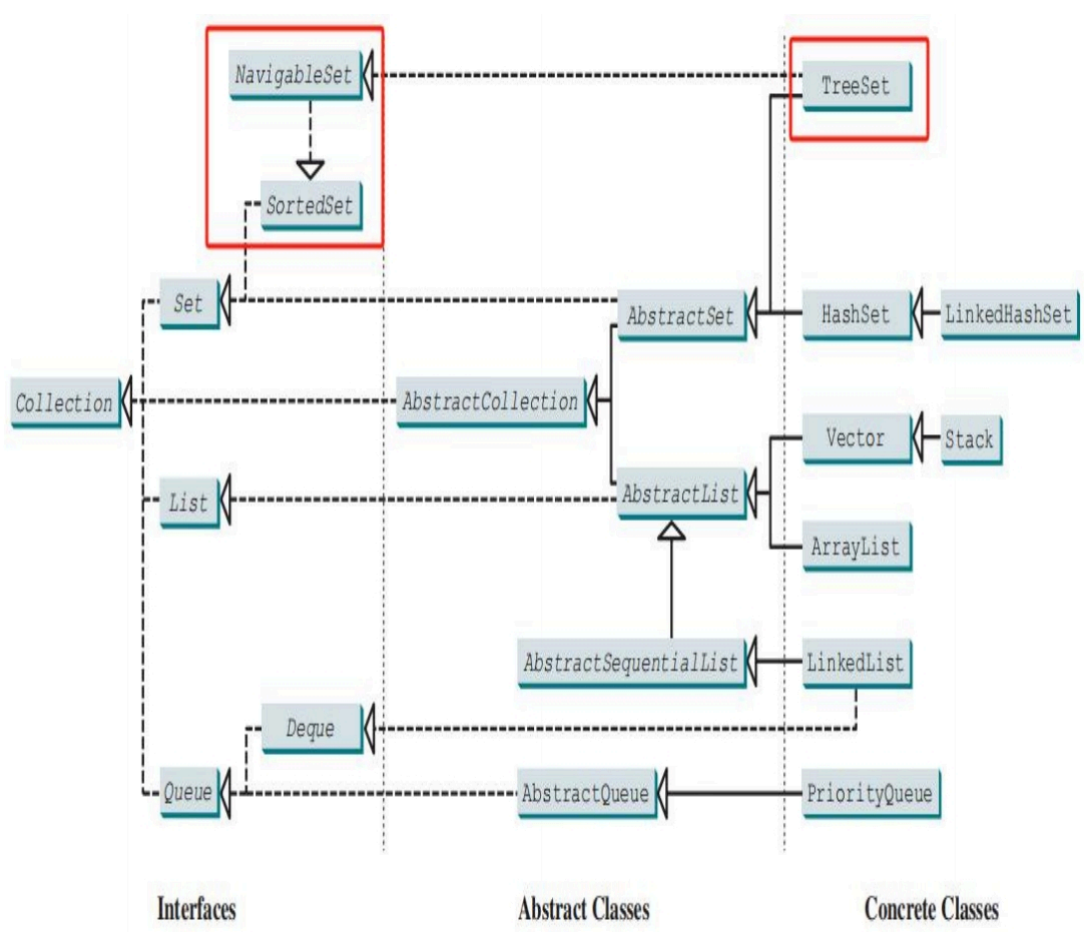 NavigableSet
TreeSet
SortedSet
Set
AbstractSet
HashSet
LinkedHashSet
Collection
AbstractCollection
Vector
Stack
List
AbstractList
ArrayList
AbstractSequentialList
LinkedList
Deque
Queue
AbstractQueue
PriorityQueue
Interfaces
Abstract Classes
Concrete Classes